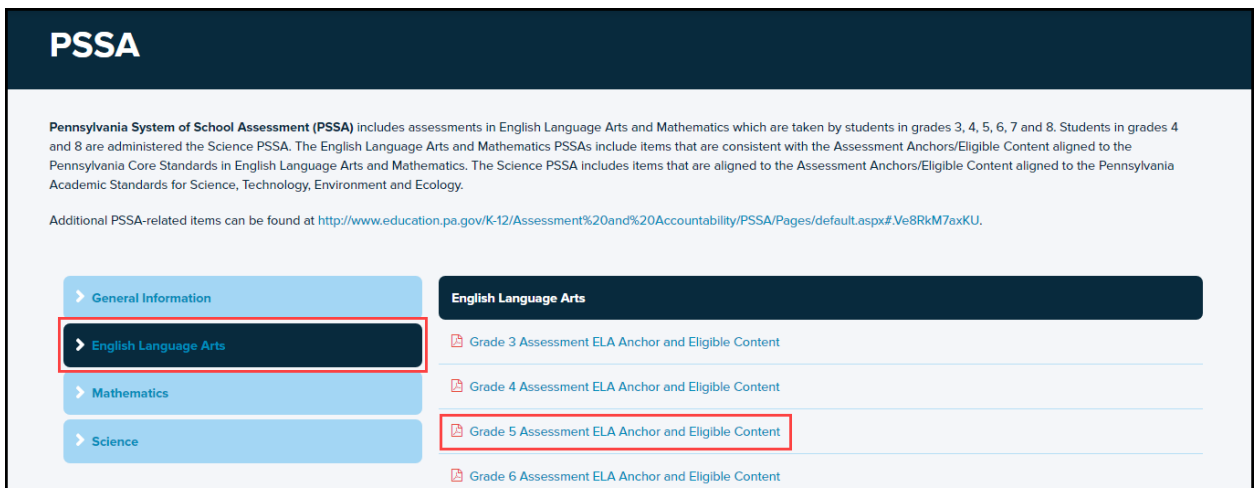 PSSA
Pennsylvania System of School Assessment (PSSA) includes assessments in English Language Arts and Mathematics which are taken by students in grades 3, 4, 5, 6, 7 and 8. Students in grades 4
and 8 are administered the Science PSSA. The English Language Arts and Mathematics PSSAs include items that are consistent with the Assessment Anchors/Eligible Content aligned to the
Pennsylvania Core Standards in English Language Arts and Mathematics. The Science PSSA includes items that are aligned to the Assessment Anchors/Eligible Content aligned to the Pennsylvania
Academic Standards for Science, Technology, Environment and Ecology.
Additional PSSA-related items can be found at http://www.education.pa.gov/K-12/Assessment%20and%20Accountability/PSSA/Pages/default.aspx#.Ve8RkM7axKU.
General Information
English Language Arts
Mathematics
Science
English Language Arts
Grade 3 Assessment ELA Anchor and Eligible Content
Grade 4 Assessment ELA Anchor and Eligible Content
Grade 5 Assessment ELA Anchor and Eligible Content
Grade 6 Assessment ELA Anchor and Eligible Content